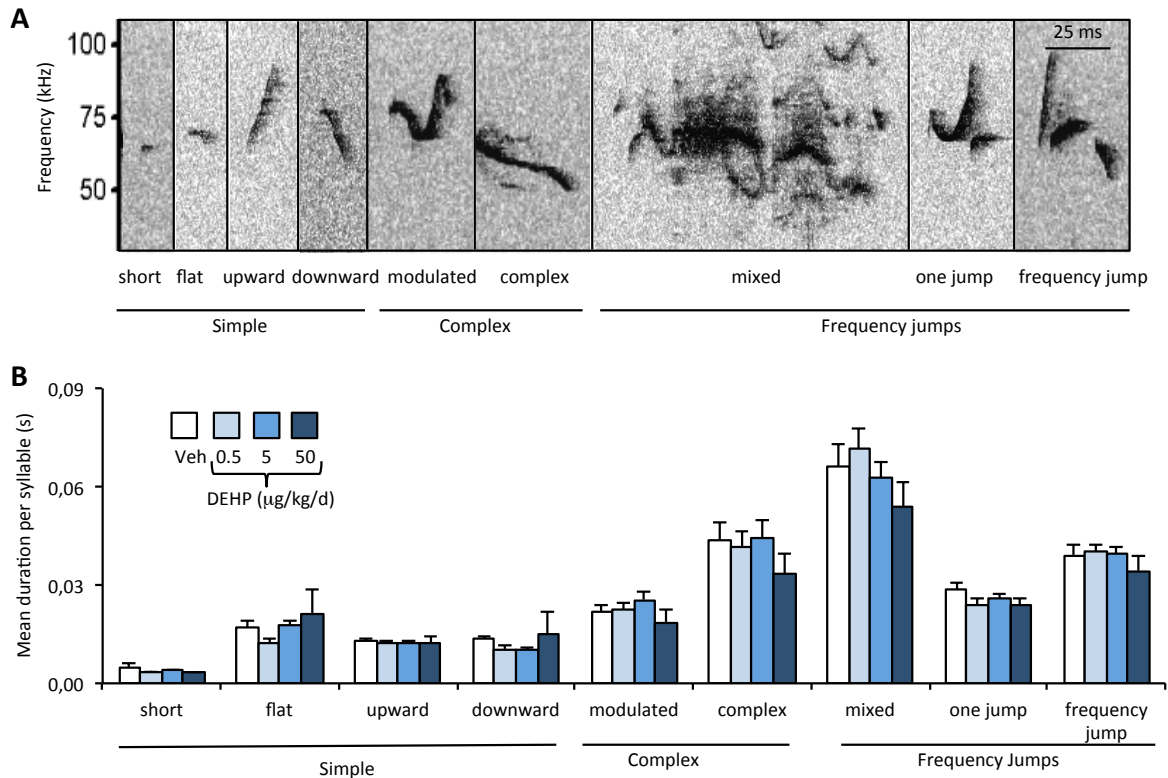 A
Frequency (kHz)
100
75
50
25 ms
short flat upward downward modulated complex mixed one jump frequency jump
Simple Complex Frequency jumps
B
Mean duration per syllable (s)
0,09
0,06
0,03
0,00
Veh 0.5 5 50
DEHP (µg/kg/d)
short flat upward downward modulated complex mixed one jump frequency
jump
Simple Complex Frequency Jumps